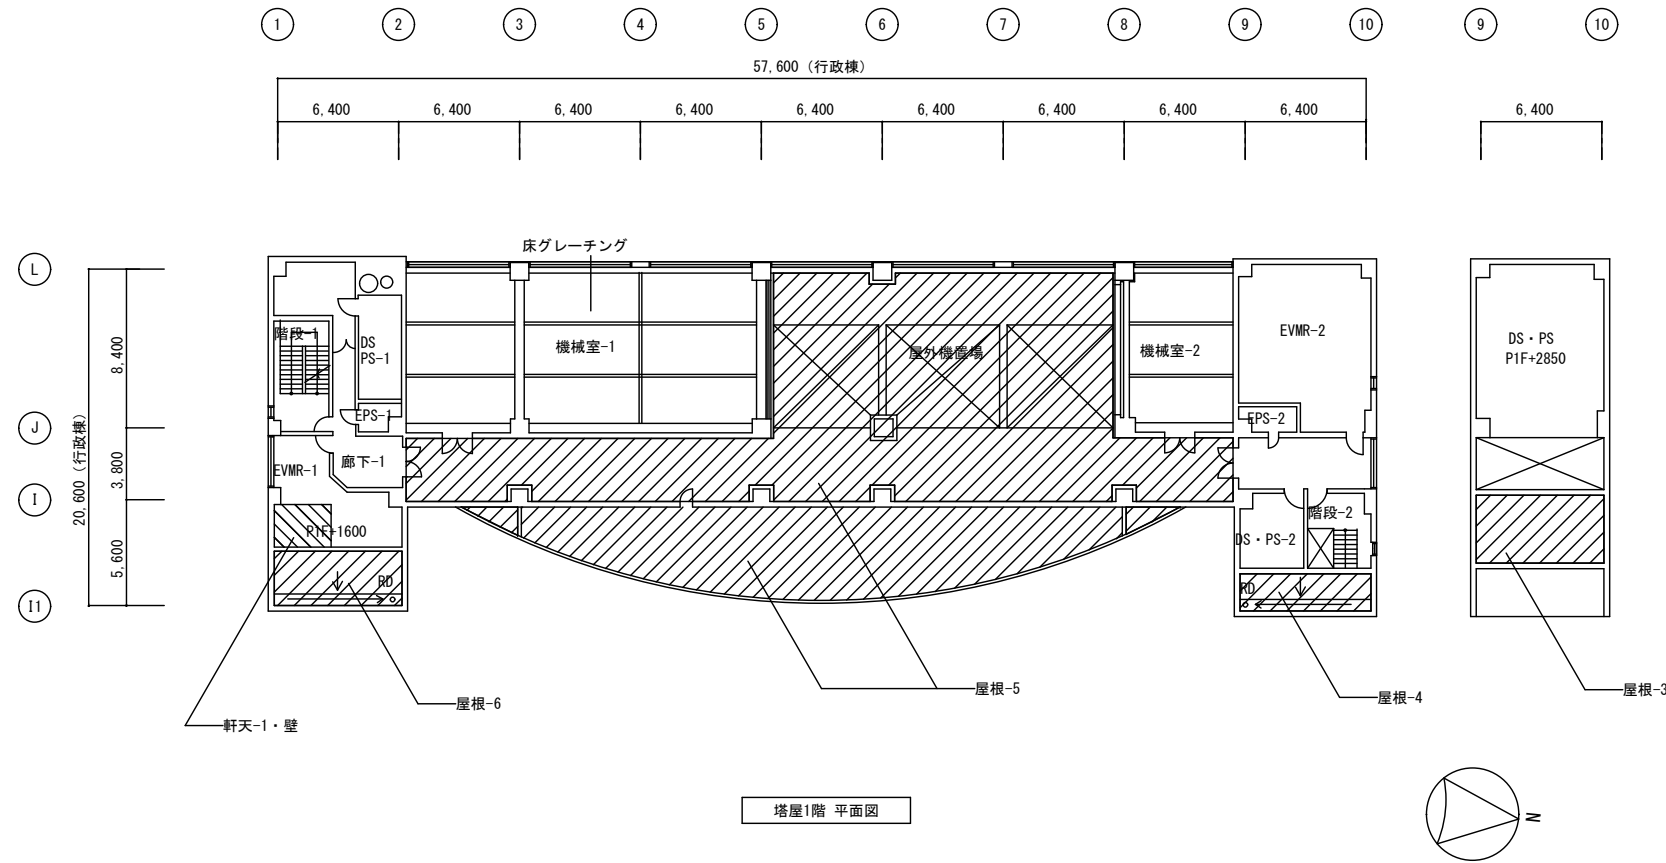 1 2 3 4 5 6 7 8 9 10 9 10
57,600（行政棟）
6,400 6,400 6,400 6,400 6,400 6,400 6,400 6,400 6,400 6,400
床グレーチング
L
階段-1
DS
PS-1
機械室-1
屋外機置場
機械室-2
EVMR-2
DS・PS
P1F+2850
8,400
EPS-1
EPS-2
J
20,600（行政棟）
3,800
EVMR-1
廊下-1
I
P1F+1600
階段-2
DS・PS-2
5,600
RD
RD
I1
屋根-6
屋根-5
屋根-4
屋根-3
軒天-1・壁
塔屋1階 平面図
N